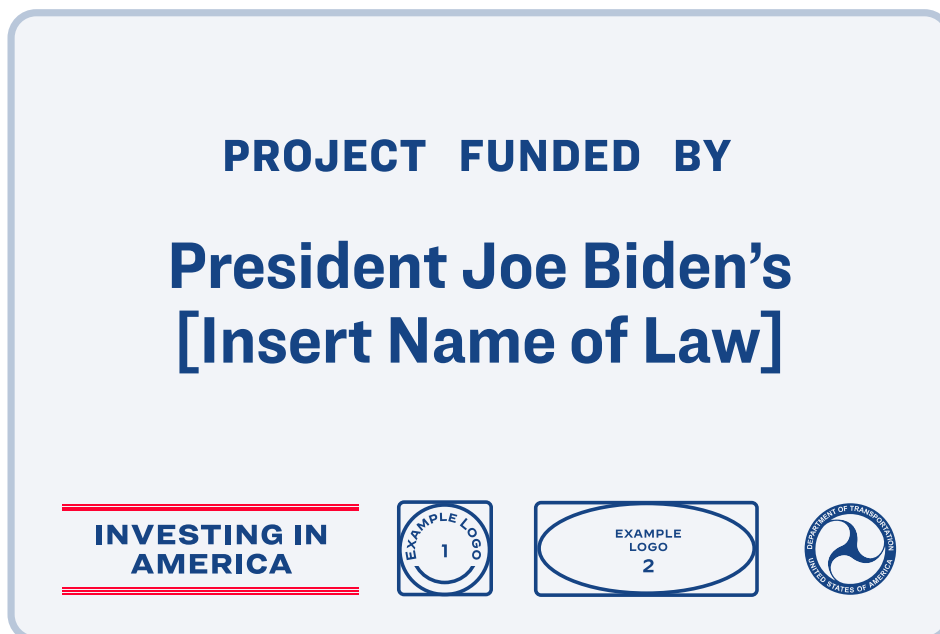 PROJECT FUNDED BY
President Joe Biden’s
[Insert Name of Law]
INVESTING IN
AMERICA
EXAMPLE LOGO
1
EXAMPLE
LOGO
2
DEPARTMENT OF TRANSPORTATION
UNITED STATES OF AMERICA